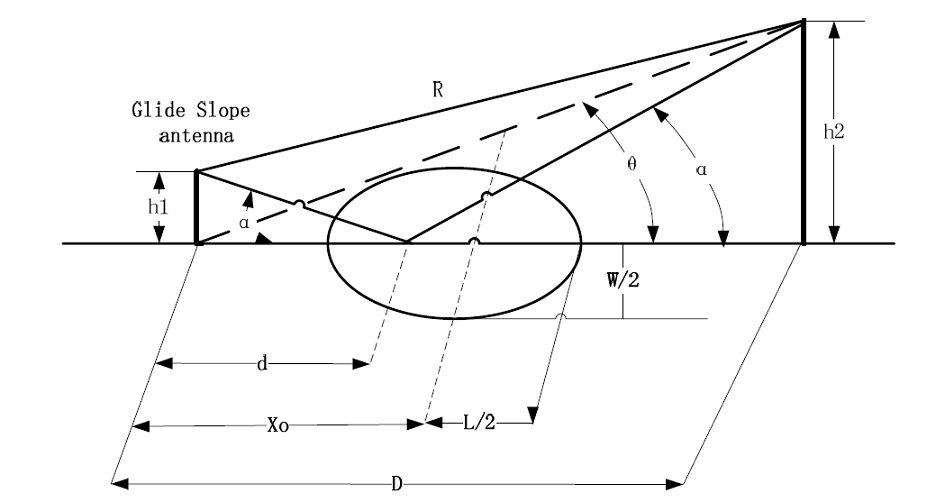 R
Glide Slope
antenna
h1
α
θ
α
h2
W/2
d
Xo
L/2
D